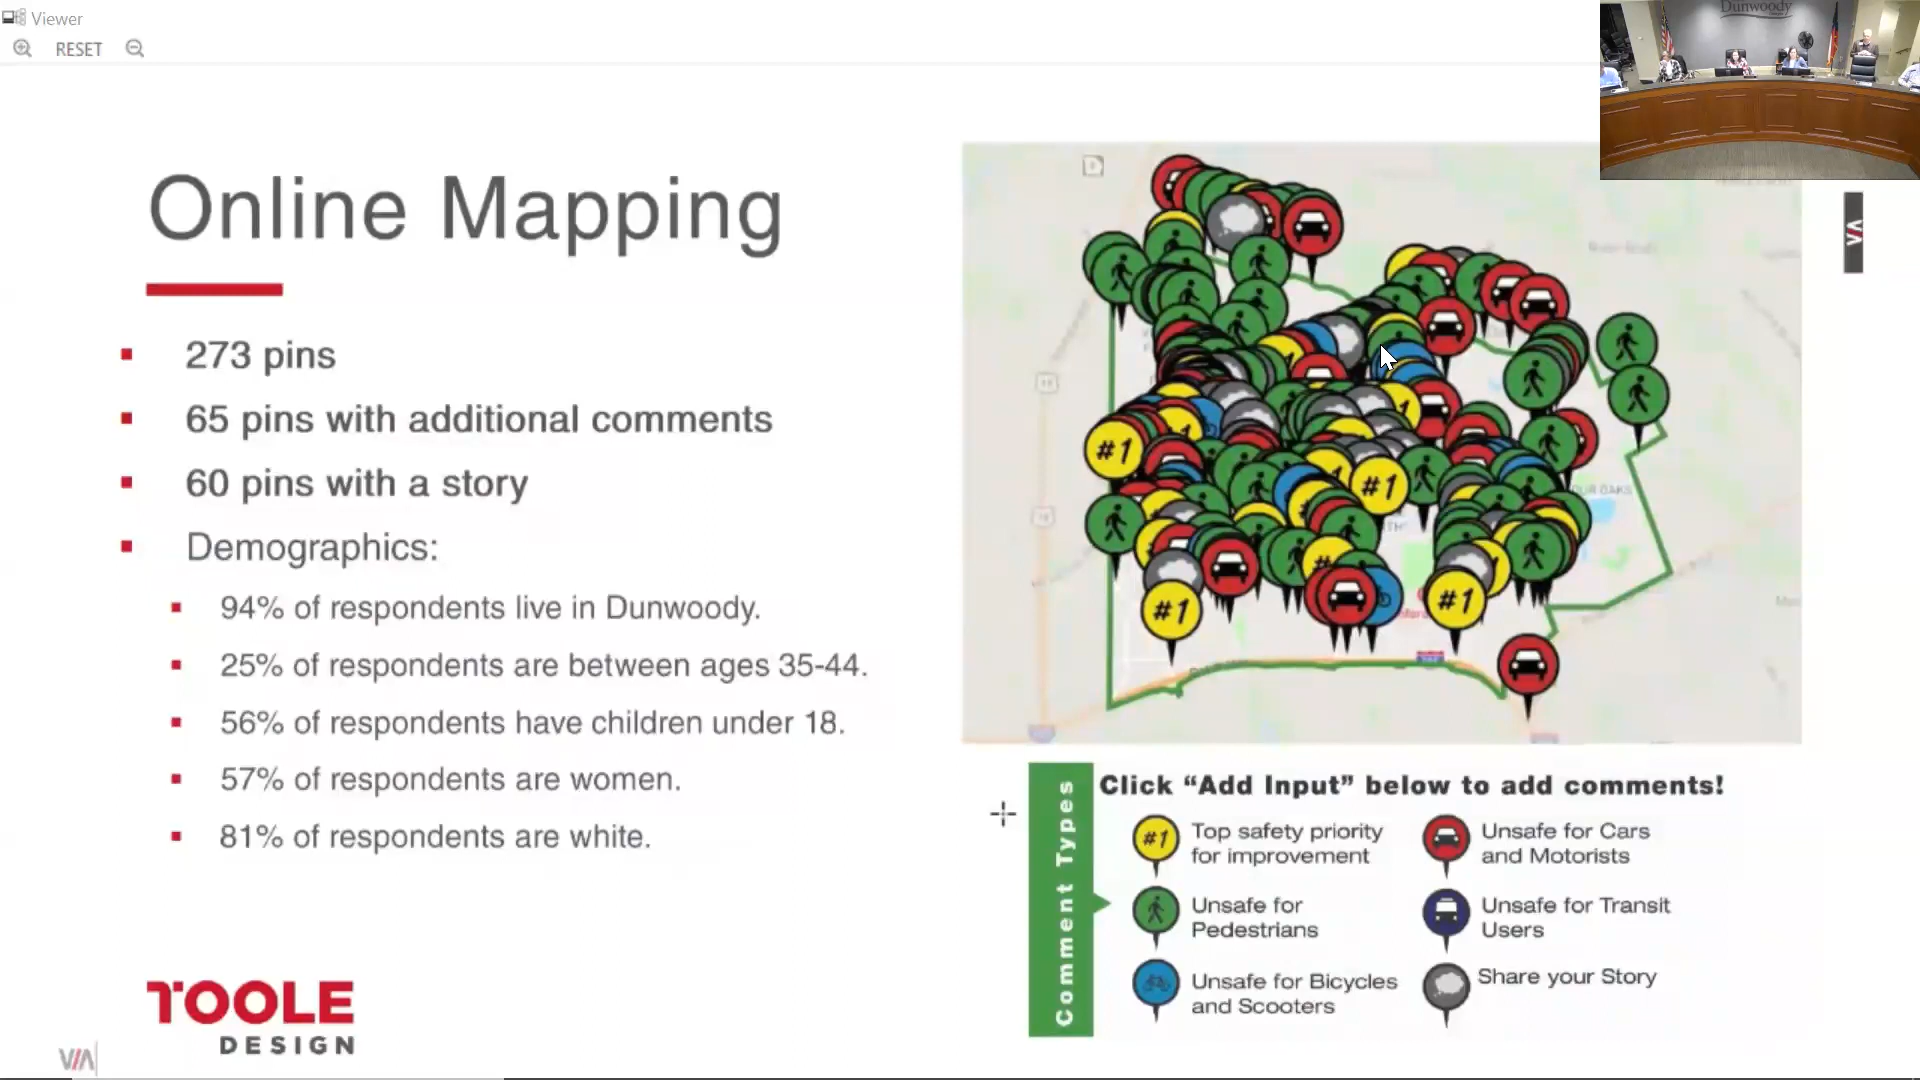 Viewer
RESET
Dunwoody
Online Mapping
273 pins
65 pins with additional comments
60 pins with a story
Demographics:
94% of respondents live in Dunwoody.
25% of respondents are between ages 35-44.
56% of respondents have children under 18.
57% of respondents are women.
81% of respondents are white.
TOOLE
DESIGN
VIA
VIA
#1
#1
#1
#1
Comment Types
Click “Add Input” below to add comments!
#1
Top safety priority
for improvement
Unsafe for
Pedestrians
Unsafe for Bicycles
and Scooters
Unsafe for Cars
and Motorists
Unsafe for Transit
Users
Share your Story